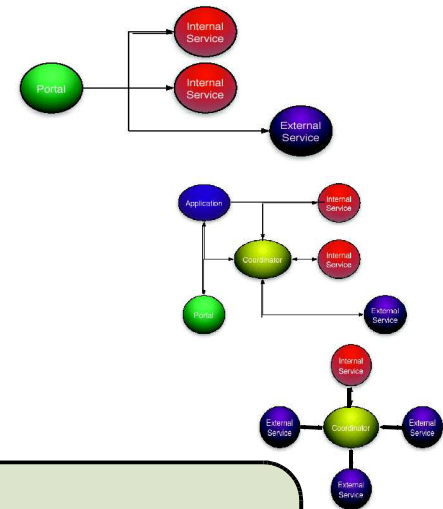 Internal
Service
Portal
Internal
Service
External
Service
Application
Internal
Service
Coordinator
Internal
Service
Portal
External
Service
Internal
Service
External
Service
Coordinator
External
Service
External
Service